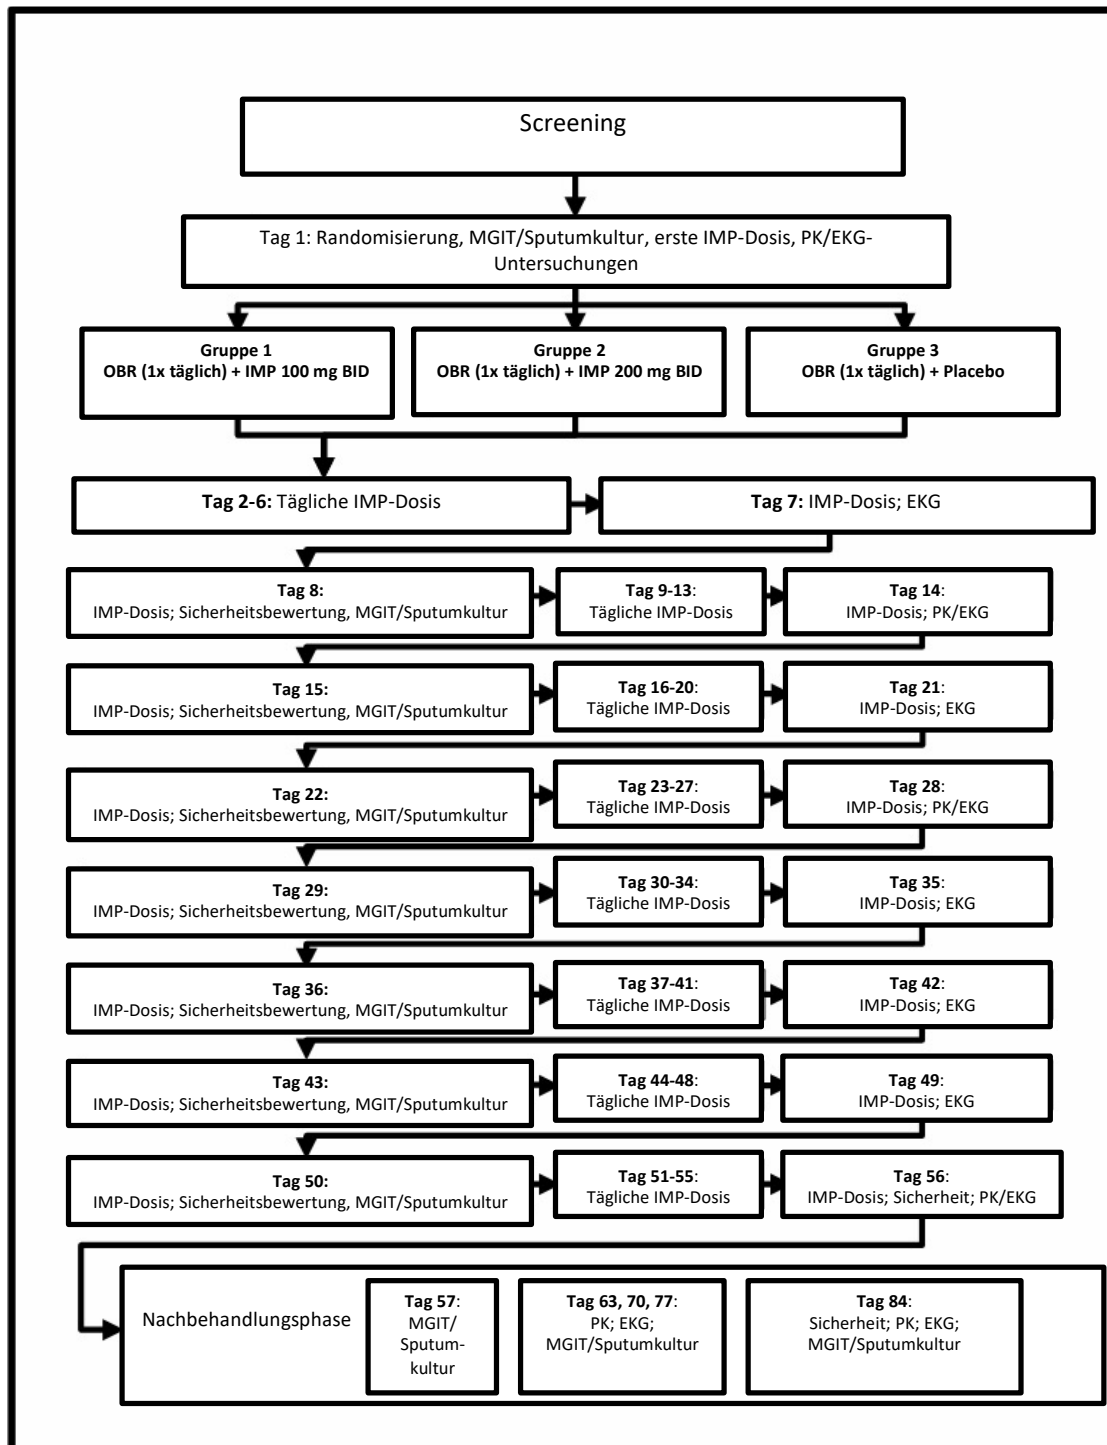 Screening
Tag 1: Randomisierung, MGIT/Sputumkultur, erste IMP-Dosis, PK/EKG-
Untersuchungen
Gruppe 1
OBR (1x täglich) + IMP 100 mg BID
Gruppe 2
OBR (1x täglich) + IMP 200 mg BID
Gruppe 3
OBR (1x täglich) + Placebo
Tag 2-6: Tägliche IMP-Dosis
Tag 7: IMP-Dosis; EKG
Tag 8:
IMP-Dosis; Sicherheitsbewertung, MGIT/Sputumkultur
Tag 9-13:
Tägliche IMP-Dosis
Tag 14:
IMP-Dosis; PK/EKG
Tag 15:
IMP-Dosis; Sicherheitsbewertung, MGIT/Sputumkultur
Tag 16-20:
Tägliche IMP-Dosis
Tag 21:
IMP-Dosis; EKG
Tag 22:
IMP-Dosis; Sicherheitsbewertung, MGIT/Sputumkultur
Tag 23-27:
Tägliche IMP-Dosis
Tag 28:
IMP-Dosis; PK/EKG
Tag 29:
IMP-Dosis; Sicherheitsbewertung, MGIT/Sputumkultur
Tag 30-34:
Tägliche IMP-Dosis
Tag 35:
IMP-Dosis; EKG
Tag 36:
IMP-Dosis; Sicherheitsbewertung, MGIT/Sputumkultur
Tag 37-41:
Tägliche IMP-Dosis
Tag 42:
IMP-Dosis; EKG
Tag 43:
IMP-Dosis; Sicherheitsbewertung, MGIT/Sputumkultur
Tag 44-48:
Tägliche IMP-Dosis
Tag 49:
IMP-Dosis; EKG
Tag 50:
IMP-Dosis; Sicherheitsbewertung, MGIT/Sputumkultur
Tag 51-55:
Tägliche IMP-Dosis
Tag 56:
IMP-Dosis; Sicherheit; PK/EKG
Nachbehandlungsphase
Tag 57:
MGIT/
Sputum-
kultur
Tag 63, 70, 77:
PK; EKG;
MGIT/Sputumkultur
Tag 84:
Sicherheit; PK; EKG;
MGIT/Sputumkultur